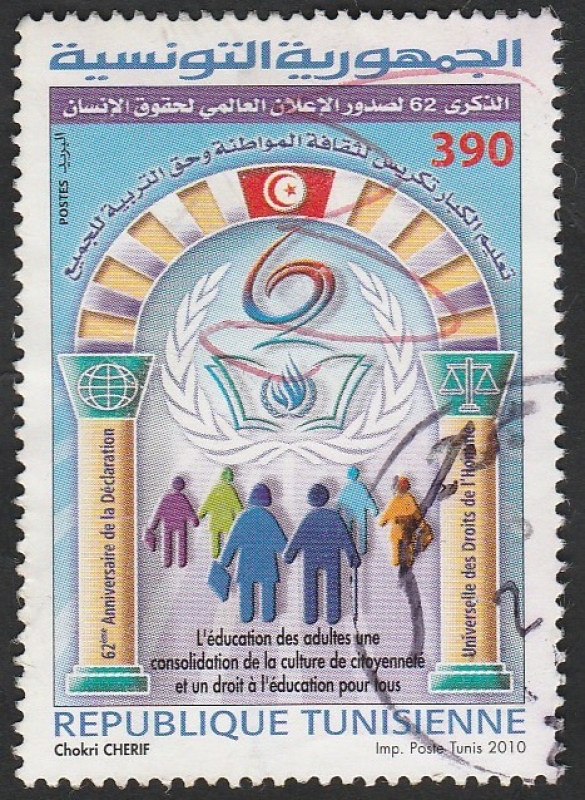 الجمهورية التونسية
الذكرى 62 لصدور الإعلان العالمي لحقوق الإنسان
390
البريد
POSTES
تعليم الكبار تكريس لثقافة المواطنة وحق التربية للجميع
62ème Anniversaire de la Déclaration
Universelle des Droits de l'Homme
L'éducation des adultes une
consolidation de la culture de citoyenneté
et un droit à l'éducation pour tous
REPUBLIQUE TUNISIENNE
Chokri CHERIF
Imp. Poste Tunis 2010